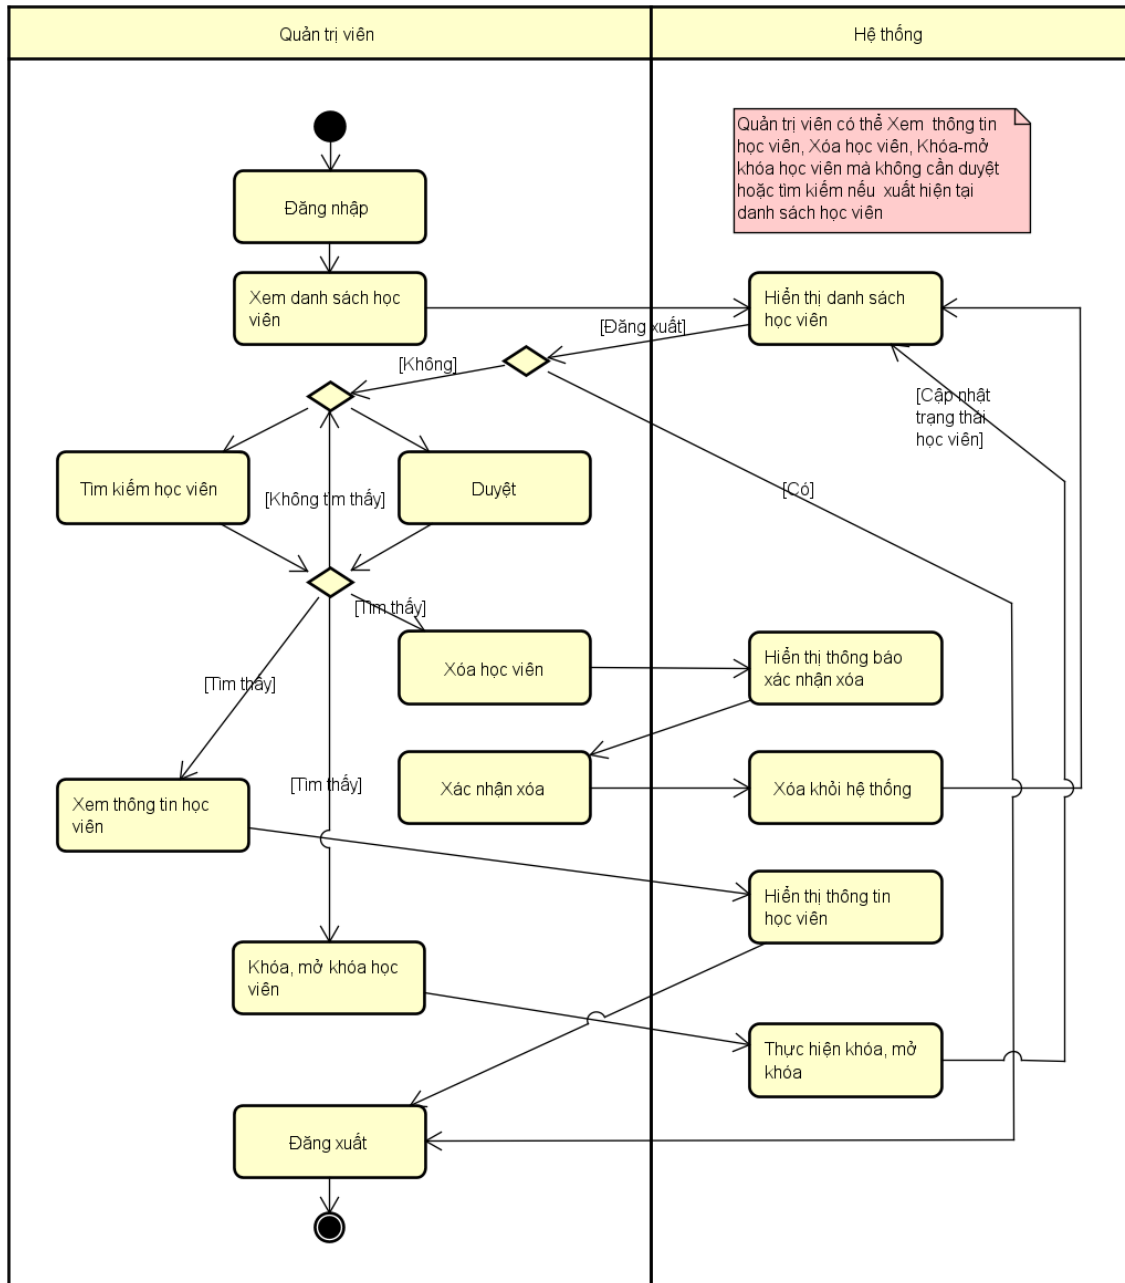 Quản trị viên
Hệ thống
Quản trị viên có thể Xem thông tin
học viên, Xóa học viên, Khóa-mở
khóa học viên mà không cần duyệt
hoặc tìm kiếm nếu xuất hiện tại
danh sách học viên
Đăng nhập
Xem danh sách học
viên
Hiển thị danh sách
học viên
[Đăng xuất]
[Không]
[Cập nhật
trạng thái
học viên]
Tìm kiếm học viên
[Không tìm thấy]
Duyệt
[Có]
[Tìm thấy]
Xóa học viên
Hiển thị thông báo
xác nhận xóa
[Tìm thấy]
[Tìm thấy]
Xác nhận xóa
Xóa khỏi hệ thống
Xem thông tin học
viên
Hiển thị thông tin
học viên
Khóa, mở khóa học
viên
Thực hiện khóa, mở
khóa
Đăng xuất